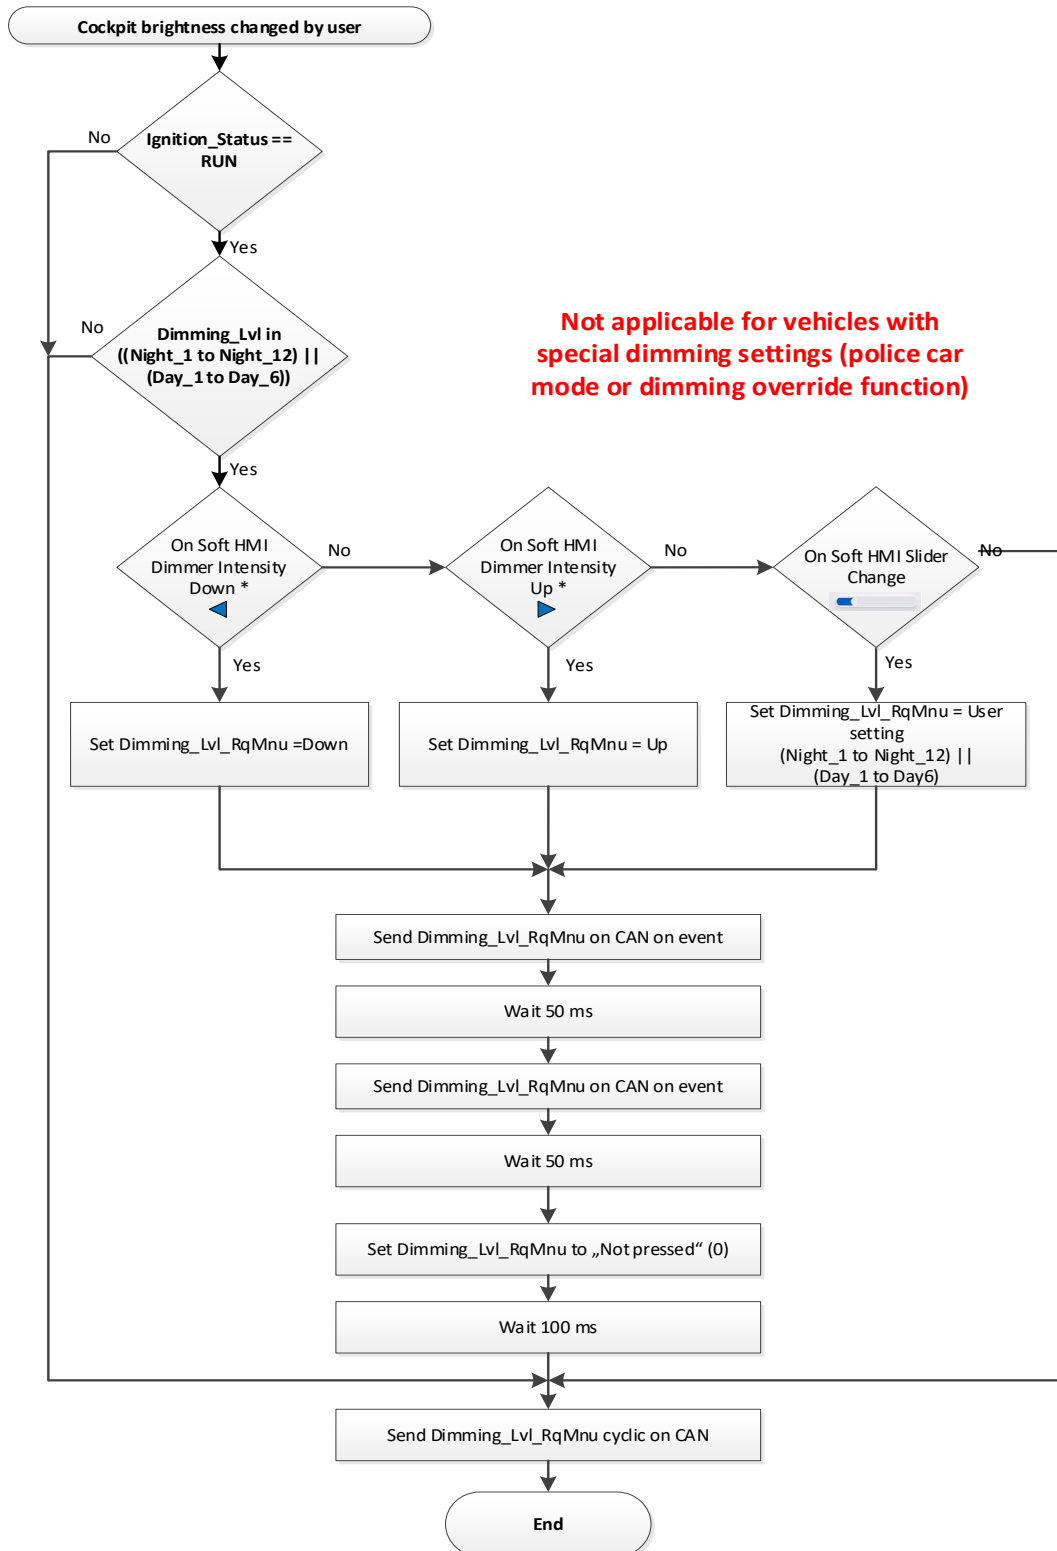 Cockpit brightness changed by user
No
Ignition_Status ==
RUN
Yes
No
Dimming_Lvl in
((Night_1 to Night_12) ||
(Day_1 to Day_6))
Not applicable for vehicles with
special dimming settings (police car
mode or dimming override function)
Yes
On Soft HMI
Dimmer Intensity
Down *
No
On Soft HMI
Dimmer Intensity
Up *
No
On Soft HMI Slider
Change
No
Yes
Yes
Yes
Set Dimming_Lvl_RqMnu =Down
Set Dimming_Lvl_RqMnu = Up
Set Dimming_Lvl_RqMnu = User
setting
(Night_1 to Night_12) ||
(Day_1 to Day6)
Send Dimming_Lvl_RqMnu on CAN on event
Wait 50 ms
Send Dimming_Lvl_RqMnu on CAN on event
Wait 50 ms
Set Dimming_Lvl_RqMnu to „Not pressed“ (0)
Wait 100 ms
Send Dimming_Lvl_RqMnu cyclic on CAN
End